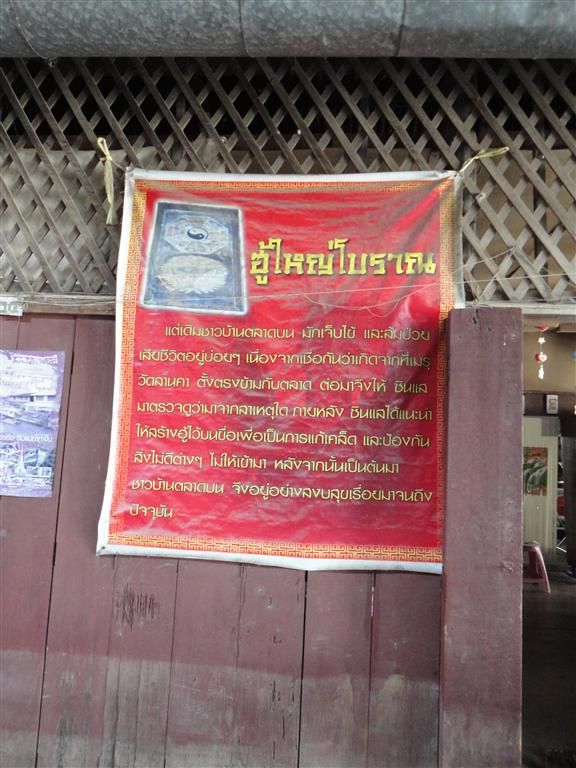 ฮู้ใหญ่โบราณ
แต่เดิมชาวบ้านตลาดบน มักเจ็บไข้ และล้มป่วย
เสียชีวิตอยู่บ่อยๆ เนื่องจากเชื่อกันว่าเกิดจากที่เมรุ
วัดลานคา ตั้งตรงข้ามกับตลาด ต่อมาจึงให้ ซินแส
มาตรวจดูว่ามาจากสาเหตุใด ภายหลัง ซินแสได้แนะนำ
ให้สร้างฮู้ไว้บนขื่อเพื่อเป็นการแก้เคล็ด และป้องกัน
สิ่งไม่ดีต่างๆ ไม่ให้เข้ามา หลังจากนั้นเป็นต้นมา
ชาวบ้านตลาดบน จึงอยู่อย่างสงบสุขเรื่อยมาจนถึง
ปัจจุบัน